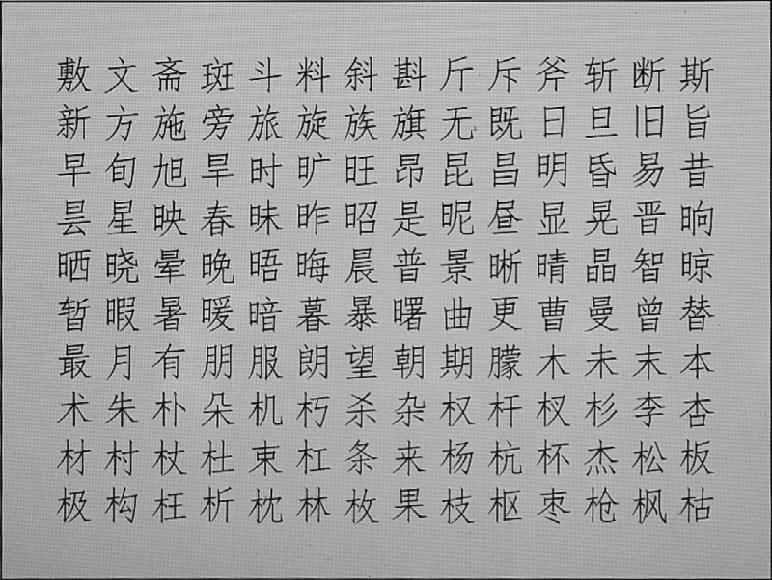 敷文斋斑斗料斜斟斤斥斧斩断斯
新方施旁旅旋族旗无既日旦旧旨
早旬旭旱时旷旺昂昆昌明昏易昔
昙星映春昧昨昭是昵昼显晃晋晌
晒晓晕晚晤晦晨普景晰晴晶智晾
暂暇暑暖暗暮暴曙曲更曹曼曾替
最月有朋服朗望朝期朦木未末本
术朱朴朵机朽杀杂权杆杈杉李杏
材村杖杜束杠条来杨杭杯杰松板
极构枉析枕林枚果枝枢枣枪枫枯